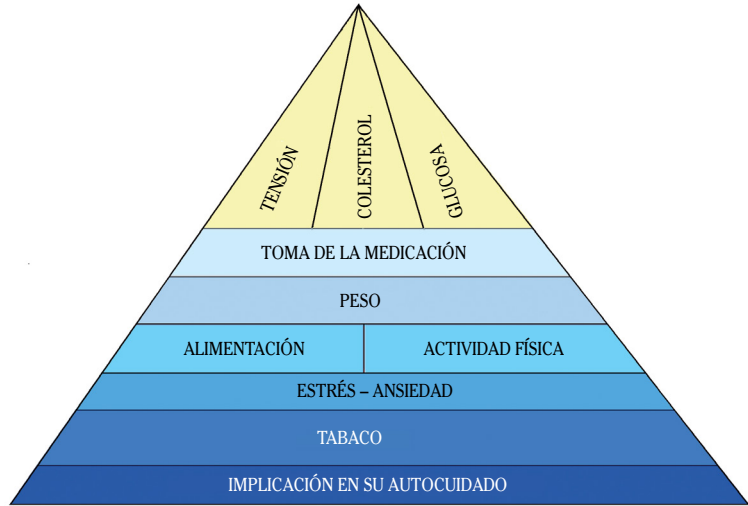 TENSIÓN
COLESTEROL
GLUCOSA
TOMA DE LA MEDICACIÓN
PESO
ALIMENTACIÓN
ACTIVIDAD FÍSICA
ESTRÉS – ANSIEDAD
TABACO
IMPLICACIÓN EN SU AUTOCUIDADO